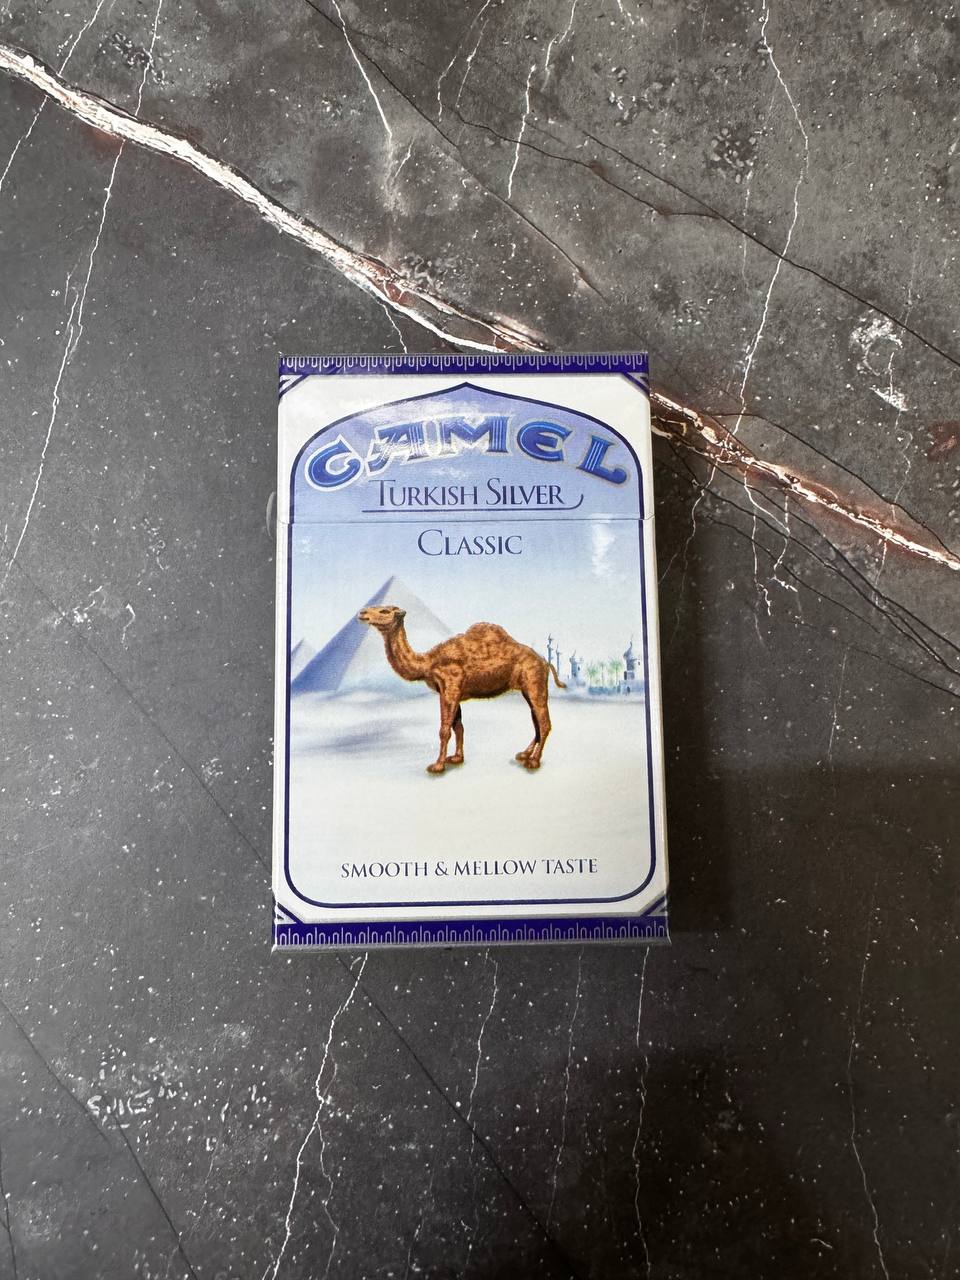 CAMEL
TURKISH SILVER
CLASSIC
SMOOTH & MELLOW TASTE